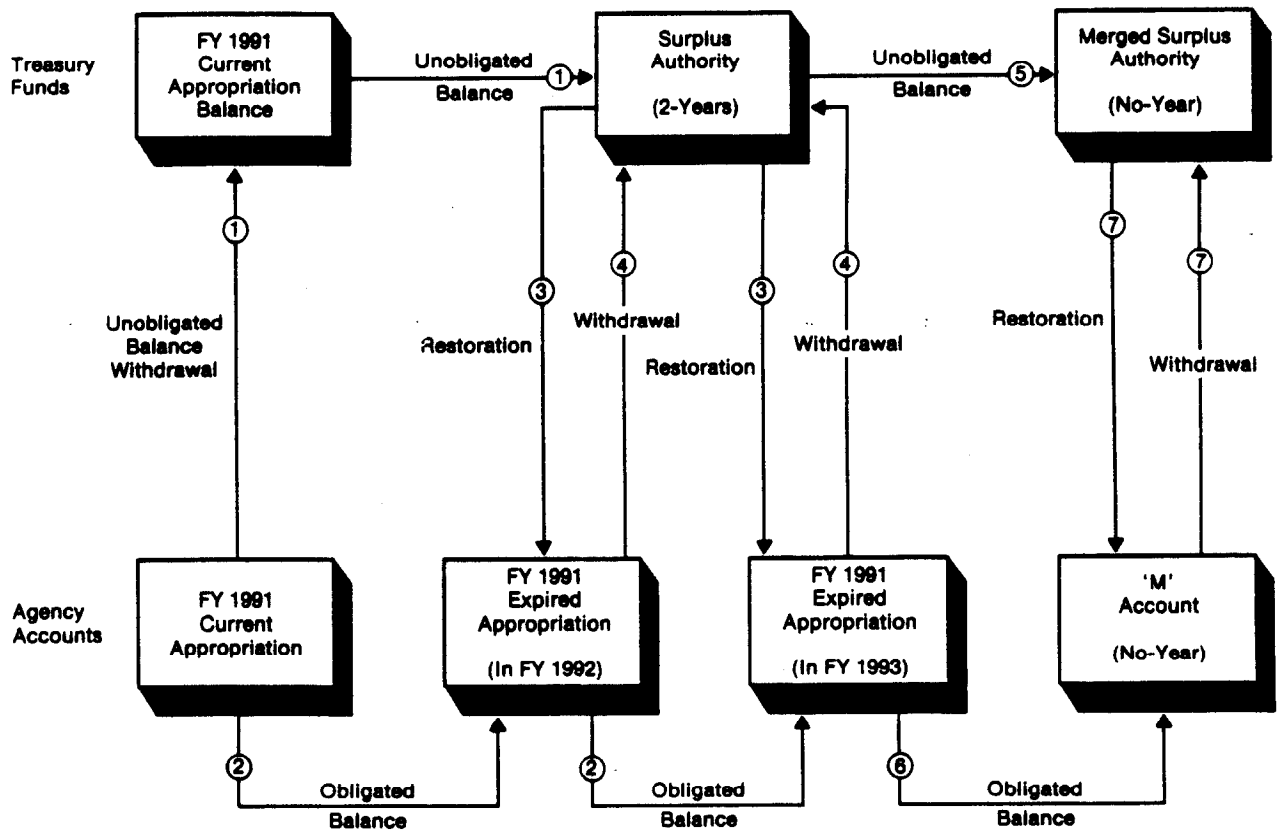 Treasury
Funds
FY 1991
Current
Appropriation
Balance
Unobligated
1
Balance
Surplus
Authority
(2-Years)
Unobligated
5
Balance
Merged Surplus
Authority
(No-Year)
1
Unobligated
Balance
Withdrawal
3
Restoration
4
Withdrawal
3
Restoration
4
Withdrawal
7
Restoration
7
Withdrawal
Agency
Accounts
FY 1991
Current
Appropriation
FY 1991
Expired
Appropriation
(In FY 1992)
FY 1991
Expired
Appropriation
(In FY 1993)
'M'
Account
(No-Year)
2
Obligated
Balance
2
Obligated
Balance
6
Obligated
Balance